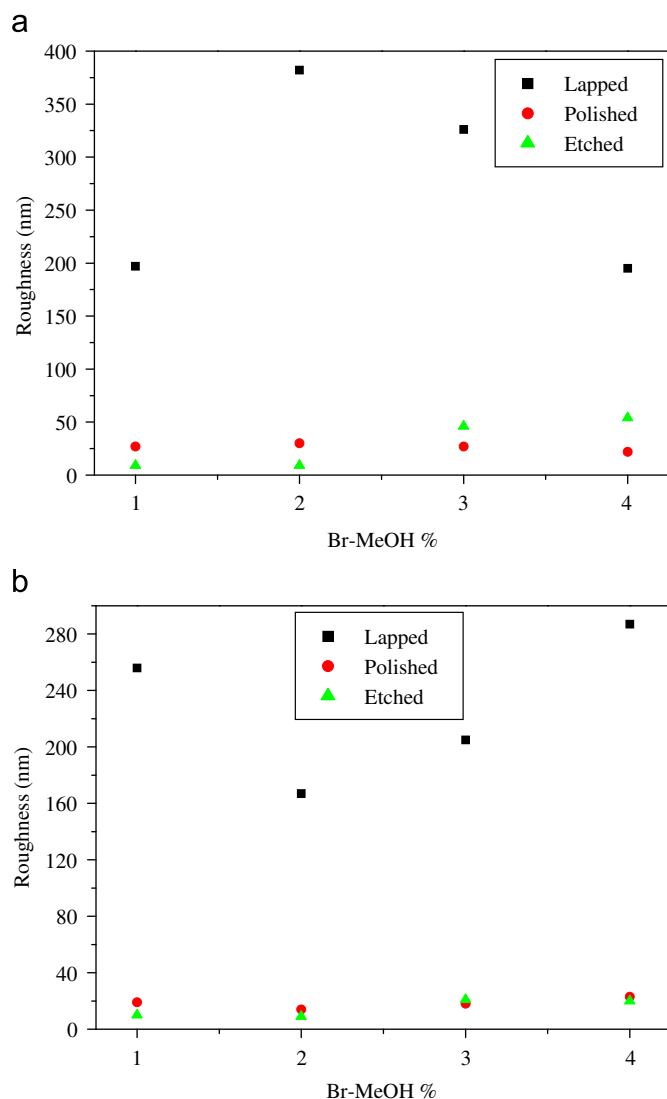 a
400
350
300
250
200
150
100
50
0
Roughness (nm)
Lapped
Polished
Etched
1 2 3 4
Br-MeOH %
b
280
240
200
160
120
80
40
0
Roughness (nm)
Lapped
Polished
Etched
1 2 3 4
Br-MeOH %